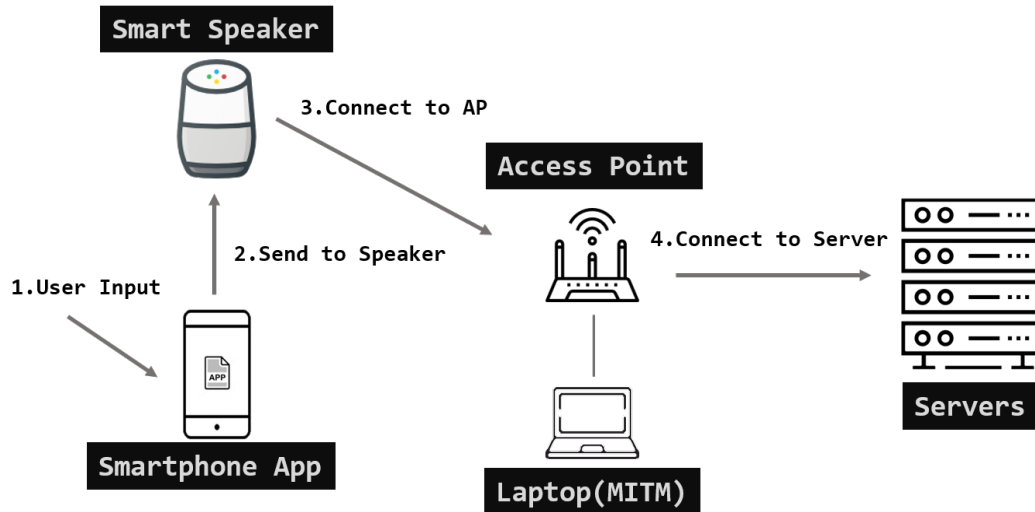 Smart Speaker
3.Connect to AP
Access Point
4.Connect to Server
2.Send to Speaker
1.User Input
APP
Smartphone App
Laptop(MITM)
Servers